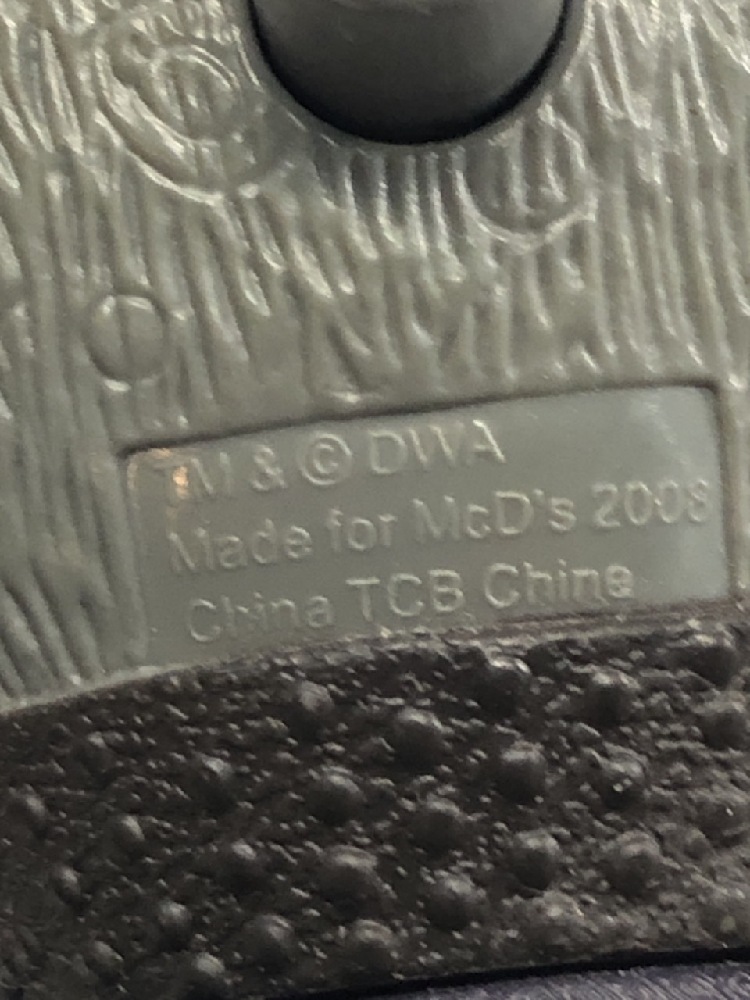 TM & © DWA
Made for McD's 2008
China TCB Chine